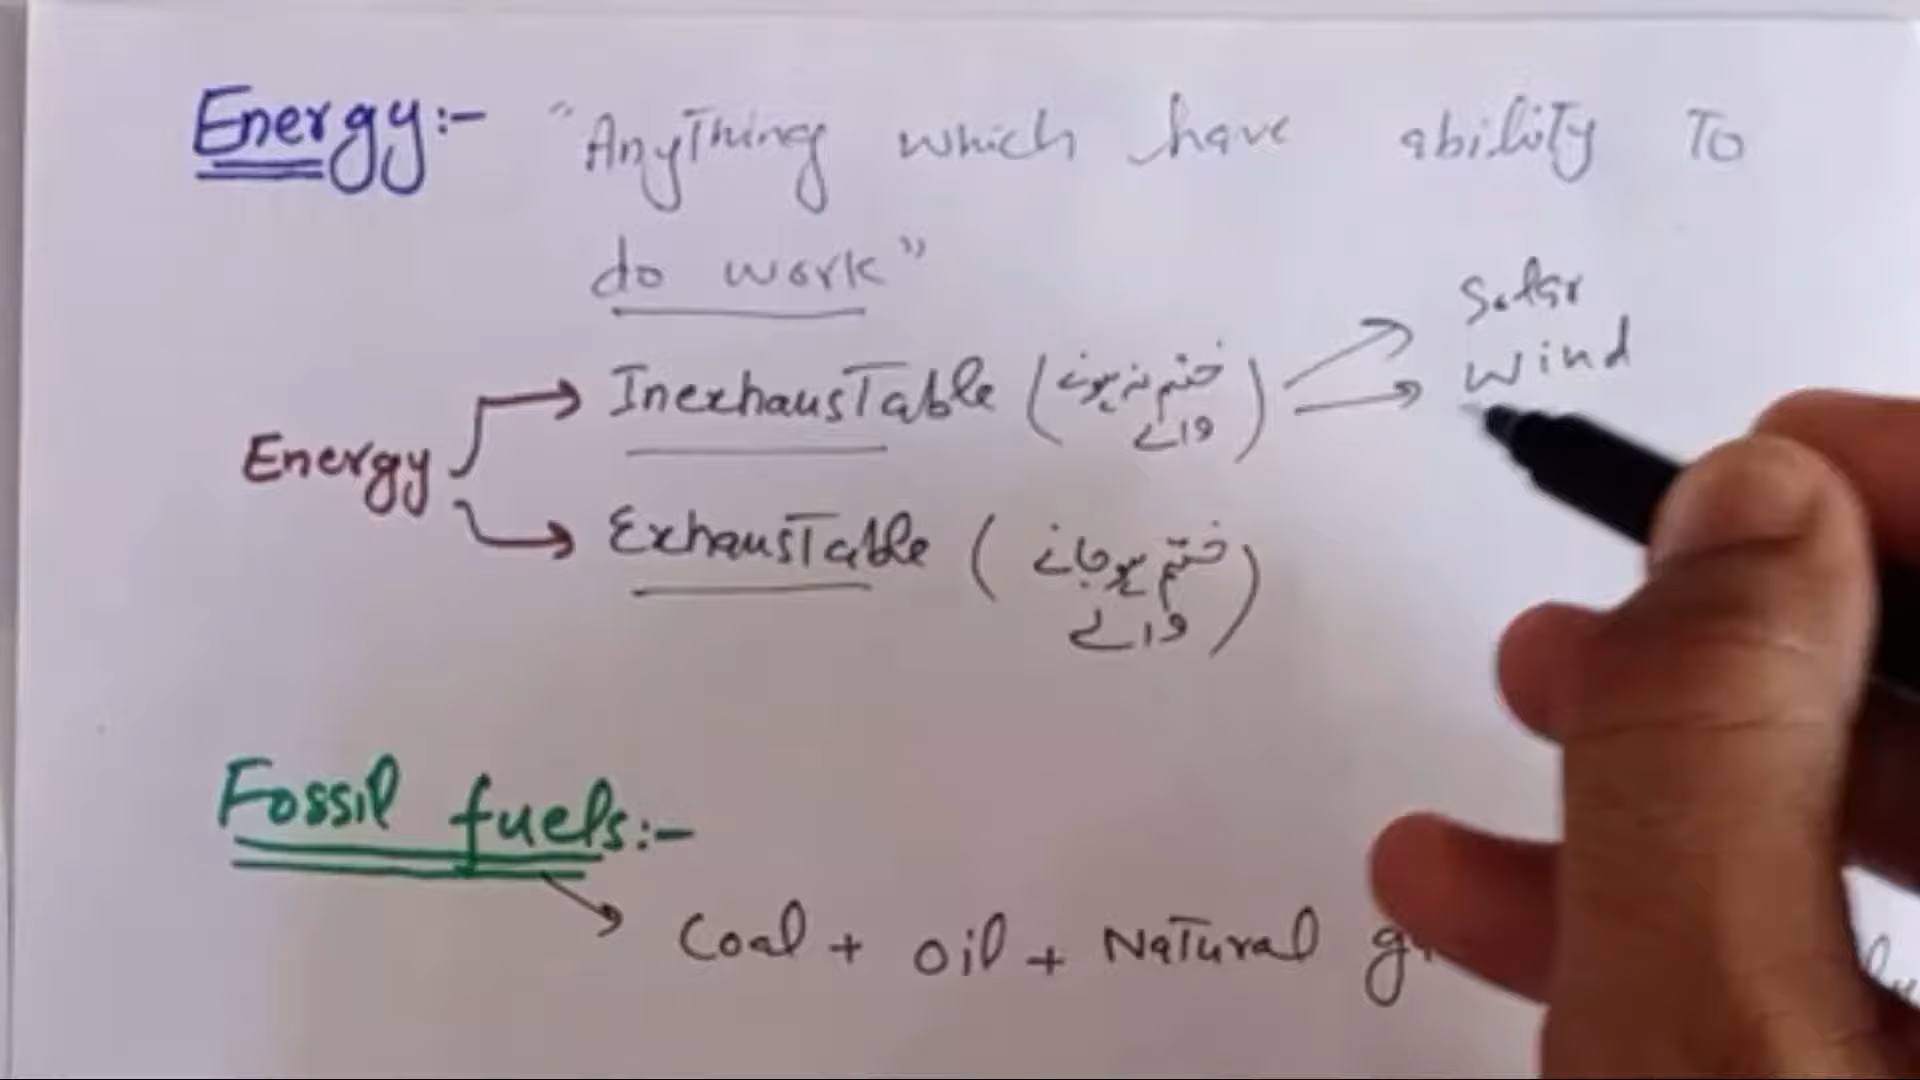 Energy:- "Anything which have ability To
do work"
Solar
Wind
Energy
InexhausTable (ختم نہ ہونے
والے)
ExhausTable (ختم ہو جانے
والے)
Fossil fuels:-
Coal + Oil + Natural